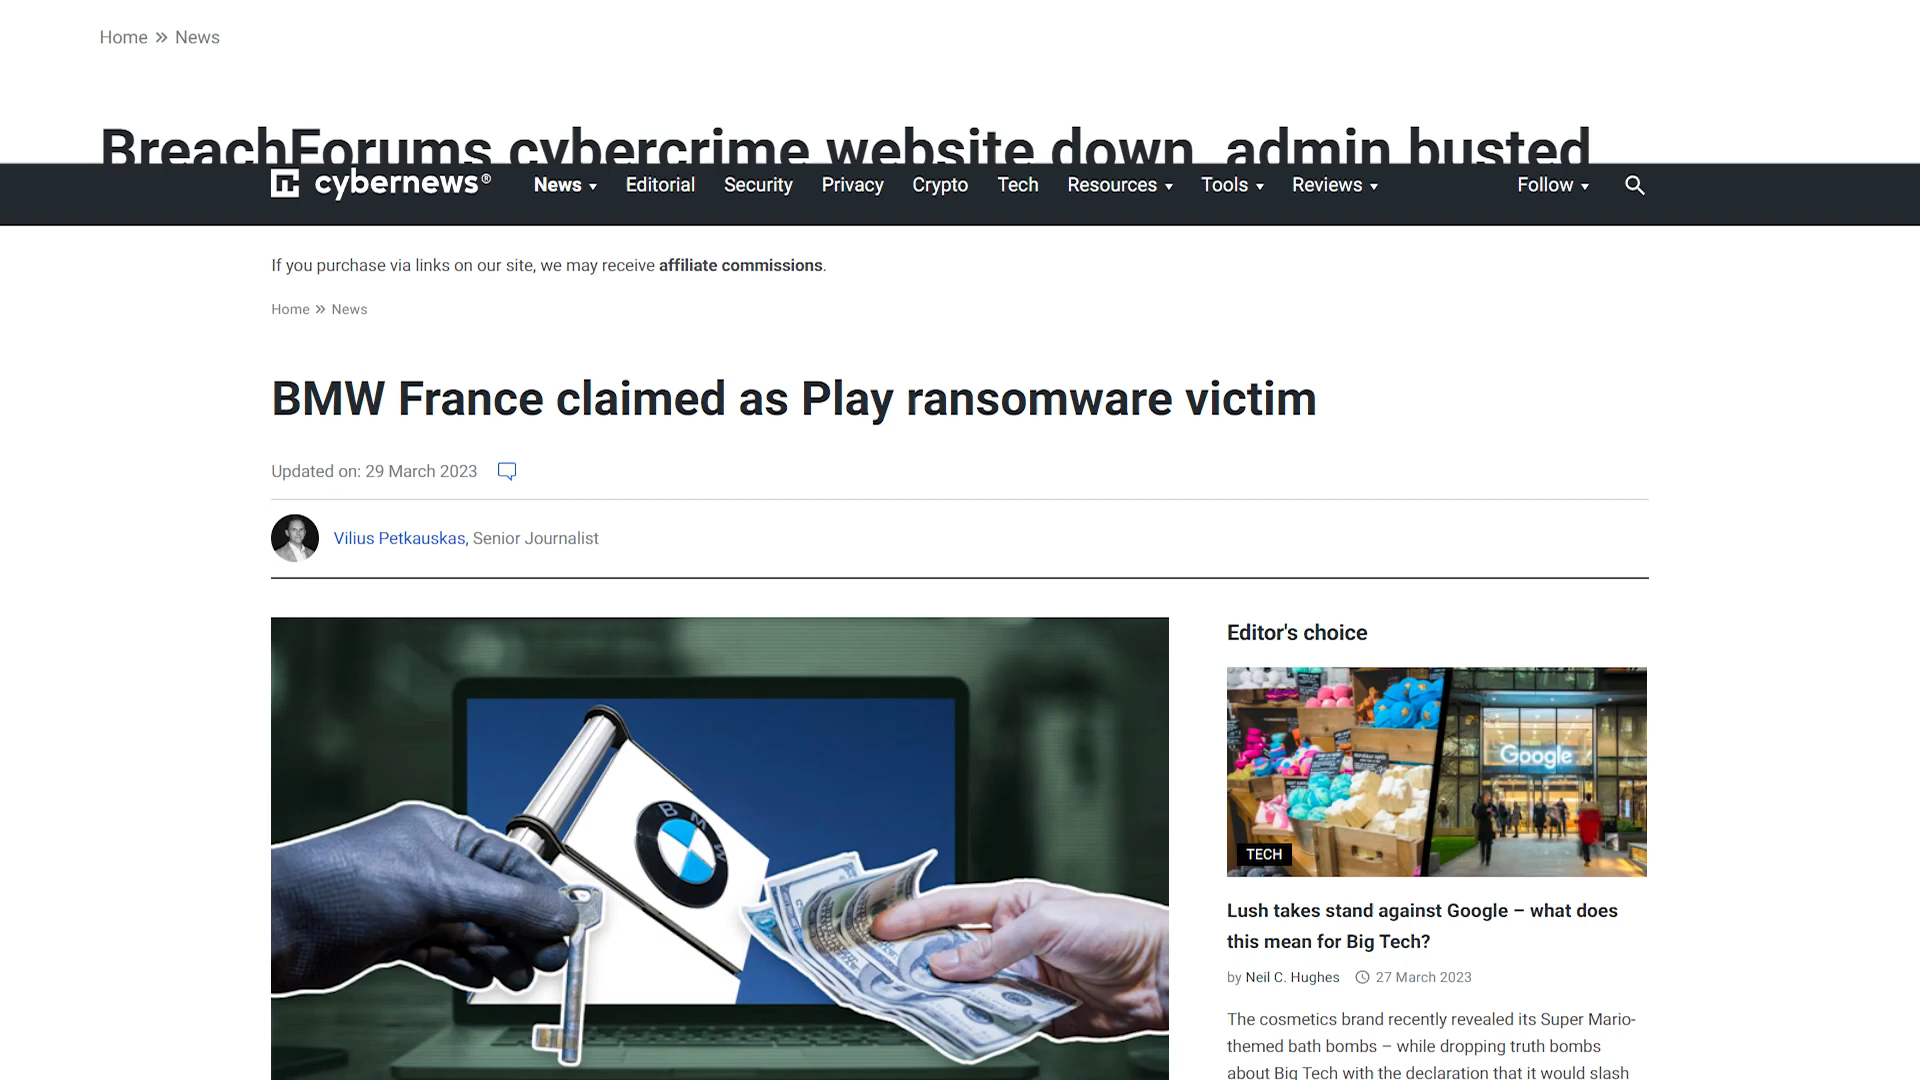 Home » News
BreachForums cybercrime website down, admin busted
cybernews®
News Editorial Security Privacy Crypto Tech Resources Tools Reviews Follow
If you purchase via links on our site, we may receive affiliate commissions.
Home » News
BMW France claimed as Play ransomware victim
Updated on: 29 March 2023
Vilius Petkauskas, Senior Journalist
BMW
Editor's choice
Google
TECH
Lush takes stand against Google – what does
this mean for Big Tech?
by Neil C. Hughes 27 March 2023
The cosmetics brand recently revealed its Super Mario-
themed bath bombs – while dropping truth bombs
about Big Tech with the declaration that it would slash